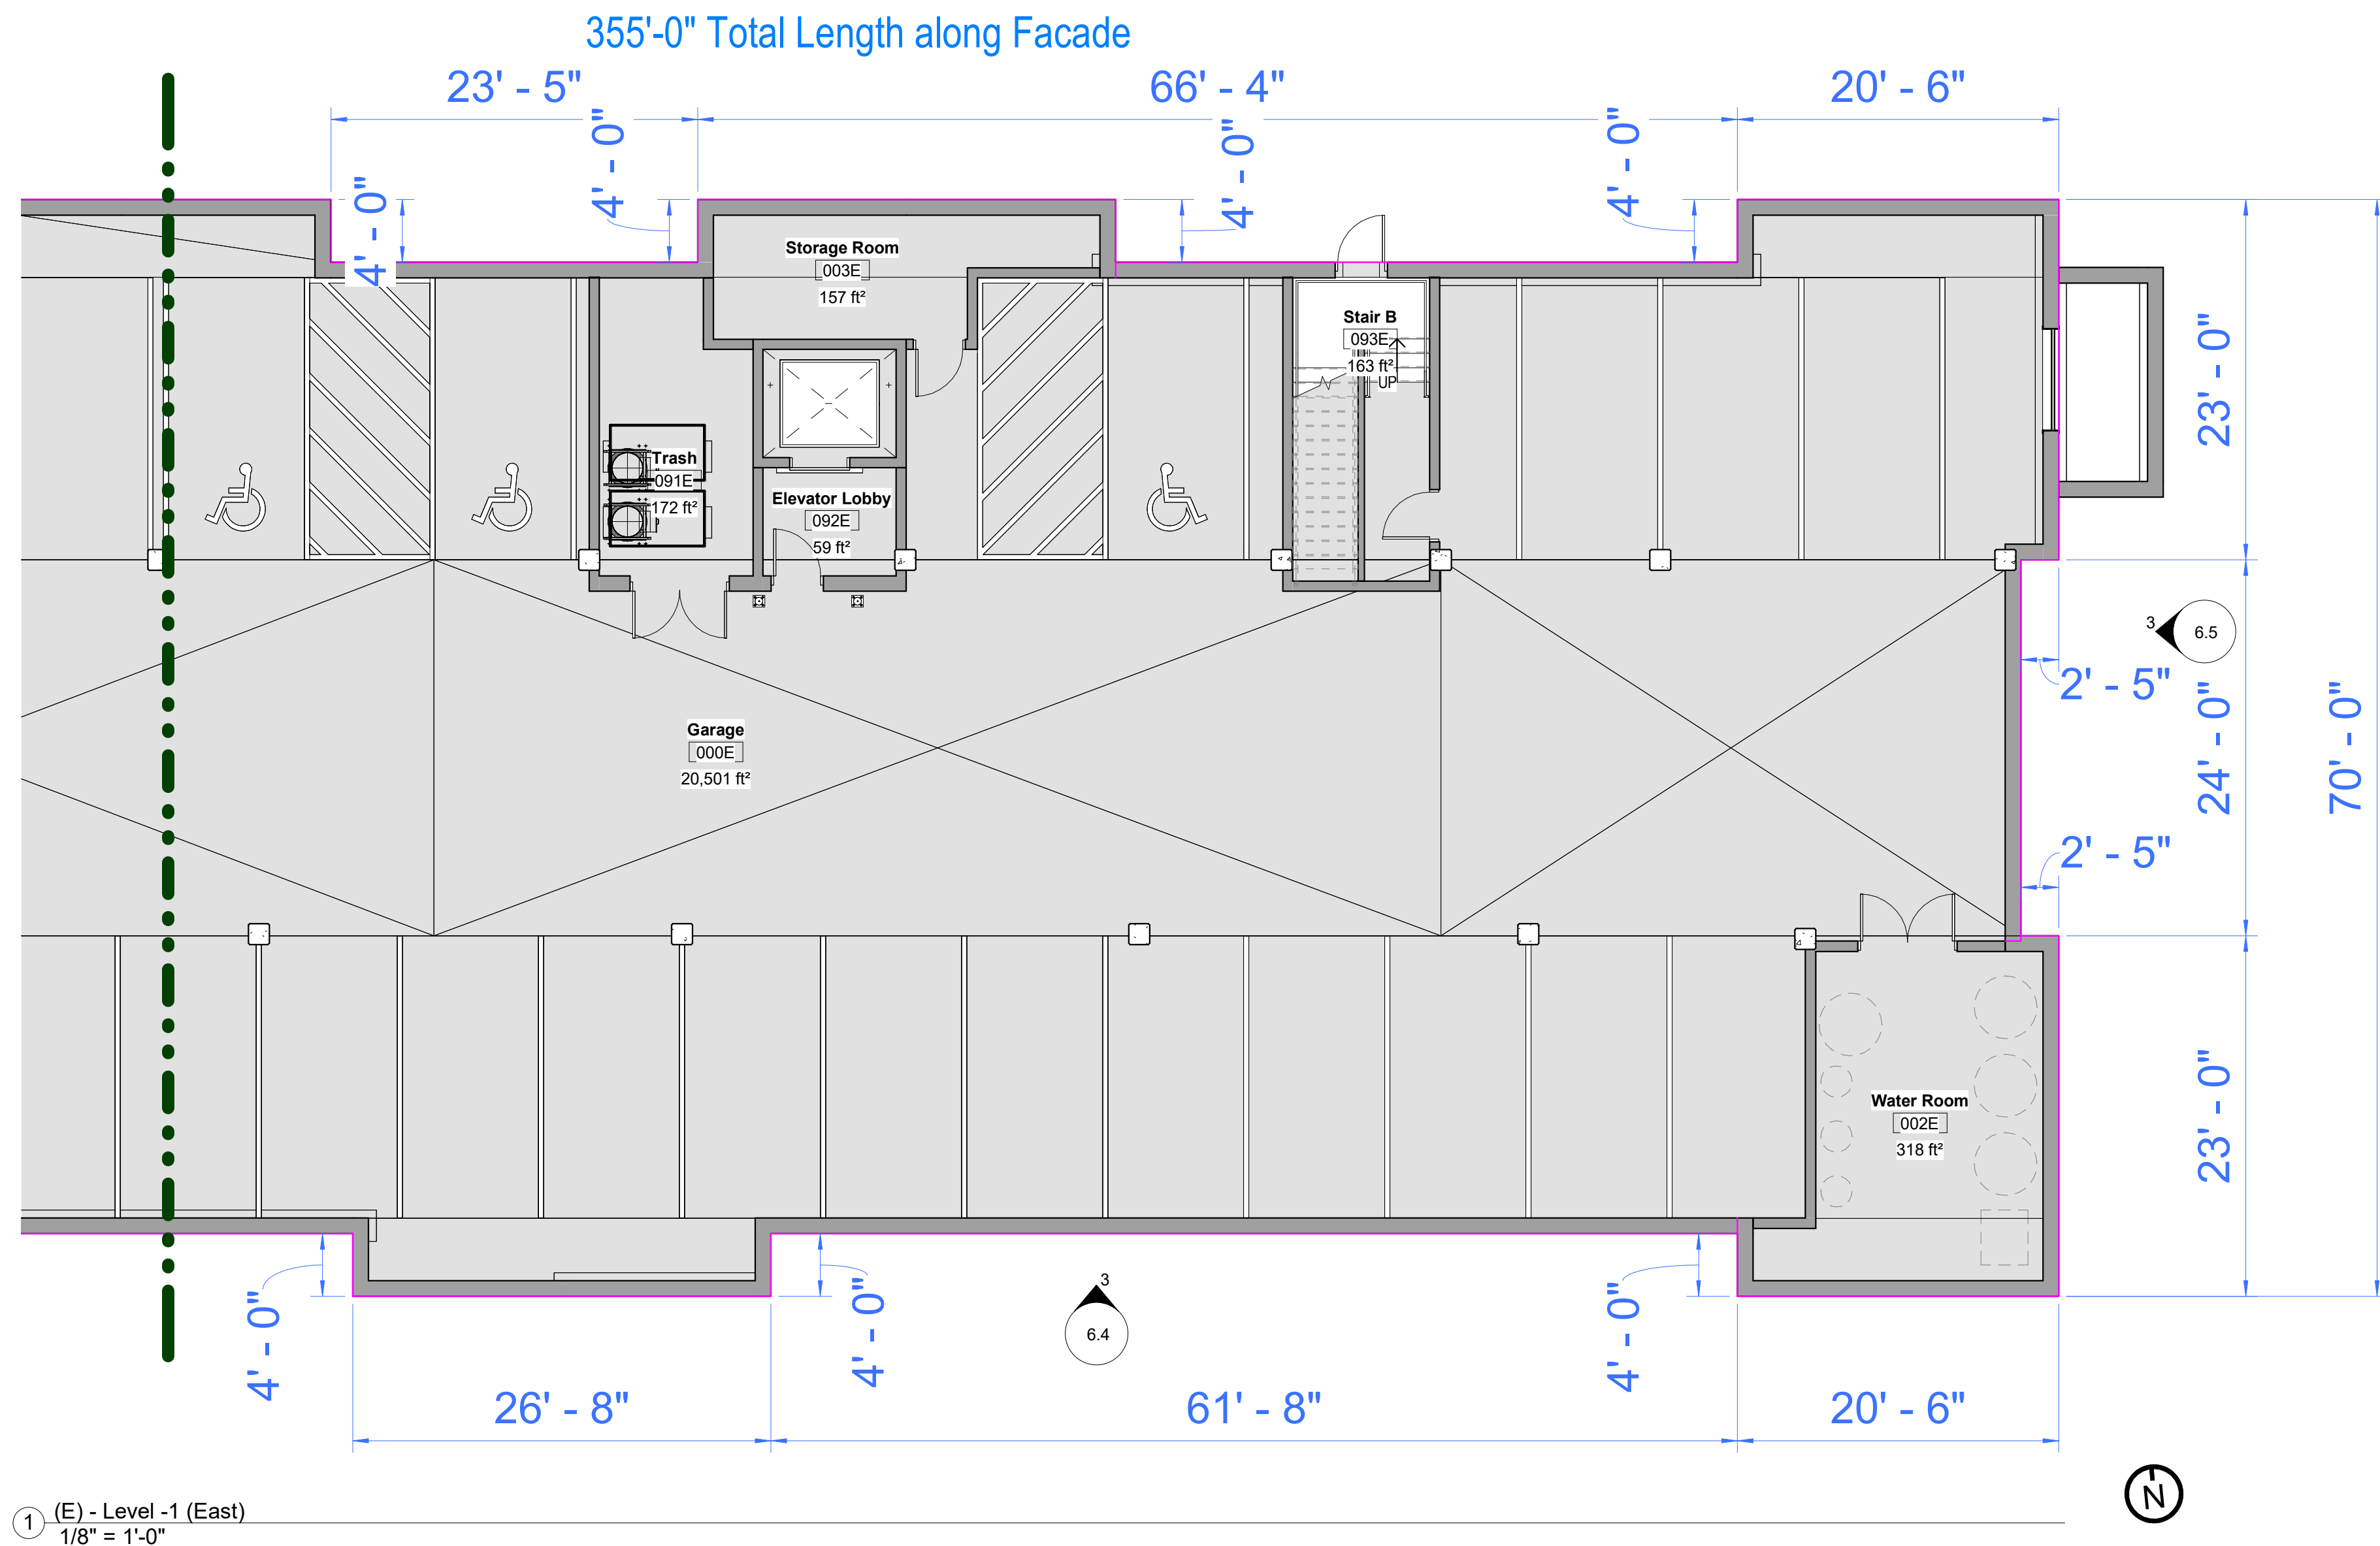 355'-0" Total Length along Facade
23' - 5"
66' - 4"
20' - 6"
4' - 0"
4' - 0"
4' - 0"
4' - 0"
Storage Room
003E
157 ft²
Stair B
093E
163 ft²
UP
23' - 0"
Trash
091E
172 ft²
Elevator Lobby
092E
59 ft²
3
6.5
2' - 5"
24' - 0"
70' - 0"
Garage
000E
20,501 ft²
2' - 5"
Water Room
002E
318 ft²
23' - 0"
4' - 0"
4' - 0"
3
6.4
4' - 0"
26' - 8"
61' - 8"
20' - 6"
N
1
(E) - Level -1 (East)
1/8" = 1'-0"